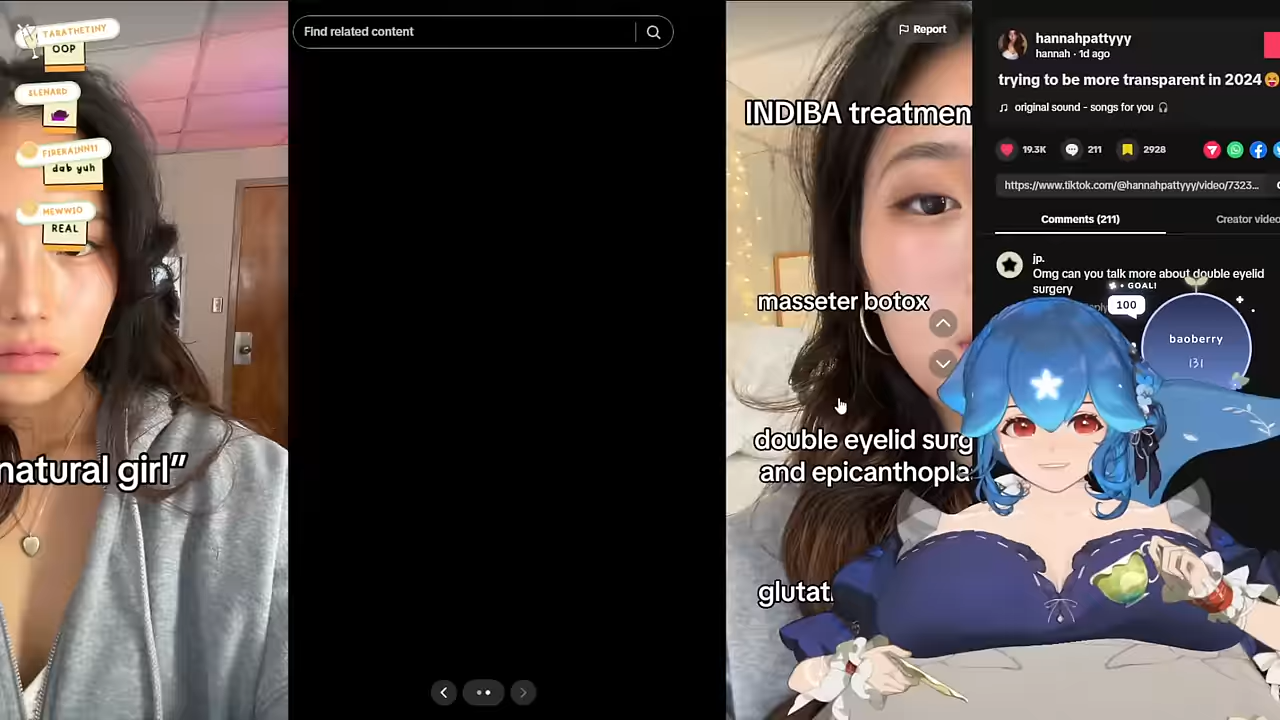 TARATHETINY
OOP
ILENARD
FIRERAINN11
dab yuh
MEWWIO
REAL
natural girl”
Find related content
Report
INDIBA treatmen
masseter botox
double eyelid surg
and epicanthopla
glutat
hannahpattyyy
hannah · 1d ago
trying to be more transparent in 2024 😝
original sound - songs for you 🎧
19.3K
211
2928
https://www.tiktok.com/@hannahpattyyy/video/7323...
Comments (211)
Creator video
jp.
Omg can you talk more about double eyelid
surgery
GOAL!
100
baoberry
131